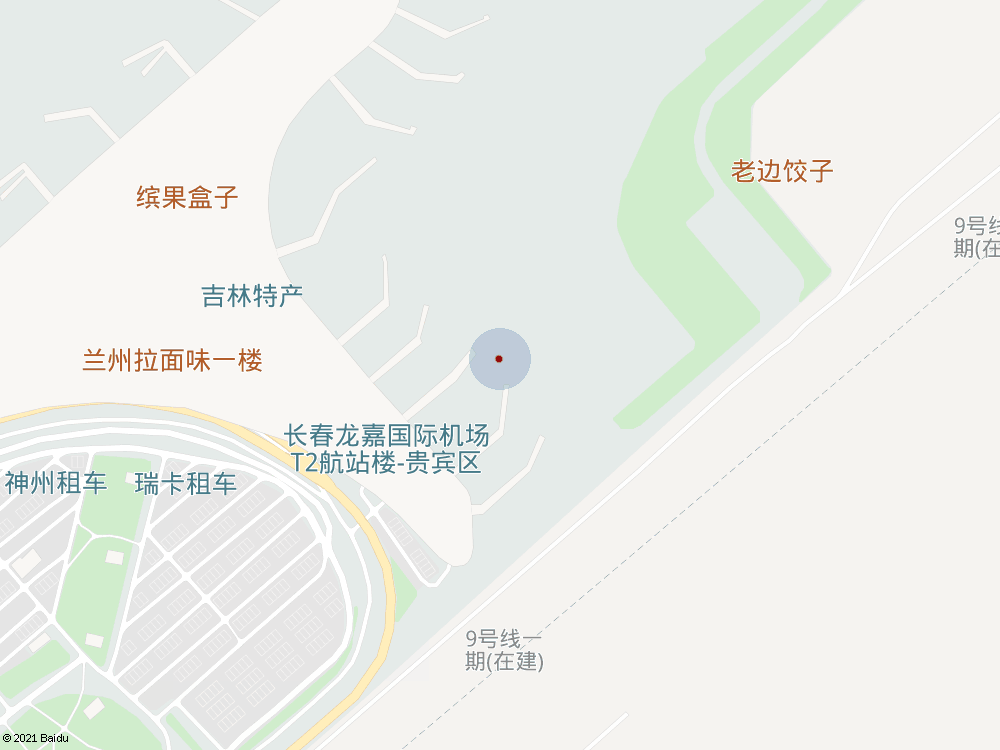 老边饺子
缤果盒子
9号线
期(在
吉林特产
兰州拉面味一楼
长春龙嘉国际机场
T2航站楼-贵宾区
神州租车
瑞卡租车
9号线一
期(在建)
© 2021 Baidu